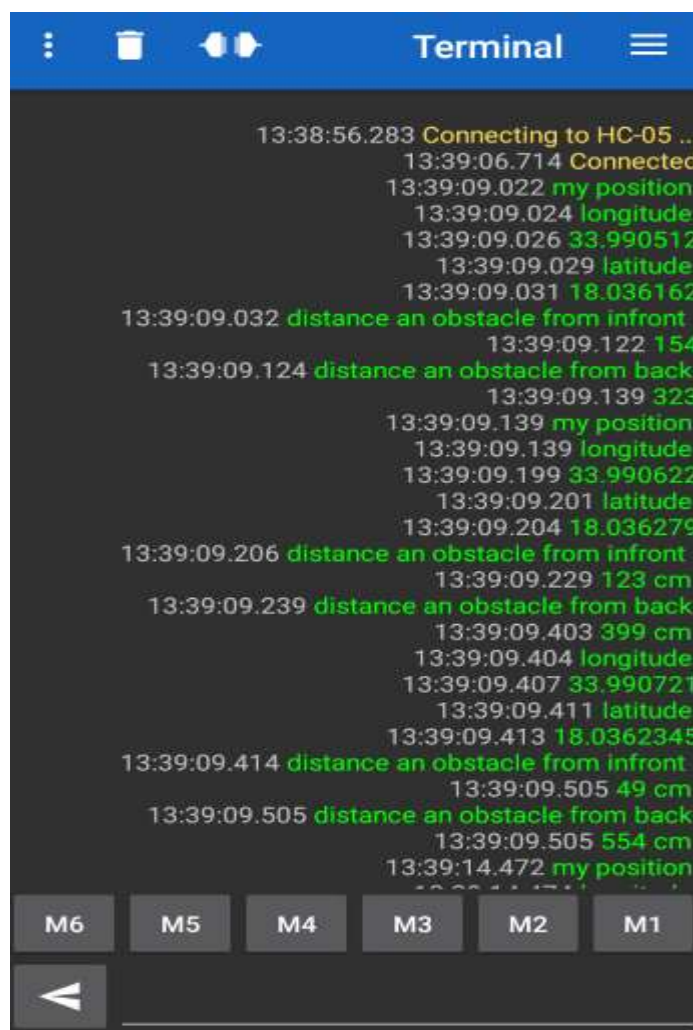 Terminal
13:38:56.283 Connecting to HC-05 ..
13:39:06.714 Connected
13:39:09.022 my position
13:39:09.024 longitude
13:39:09.026 33.990512
13:39:09.029 latitude
13:39:09.031 18.036162
13:39:09.032 distance an obstacle from infront
13:39:09.122 154
13:39:09.124 distance an obstacle from back
13:39:09.139 323
13:39:09.139 my position
13:39:09.139 longitude
13:39:09.199 33.990622
13:39:09.201 latitude
13:39:09.204 18.036279
13:39:09.206 distance an obstacle from infront
13:39:09.229 123 cm
13:39:09.239 distance an obstacle from back
13:39:09.403 399 cm
13:39:09.404 longitude
13:39:09.407 33.990721
13:39:09.411 latitude
13:39:09.413 18.0362345
13:39:09.414 distance an obstacle from infront
13:39:09.505 49 cm
13:39:09.505 distance an obstacle from back
13:39:09.505 554 cm
13:39:14.472 my position
M6 M5 M4 M3 M2 M1